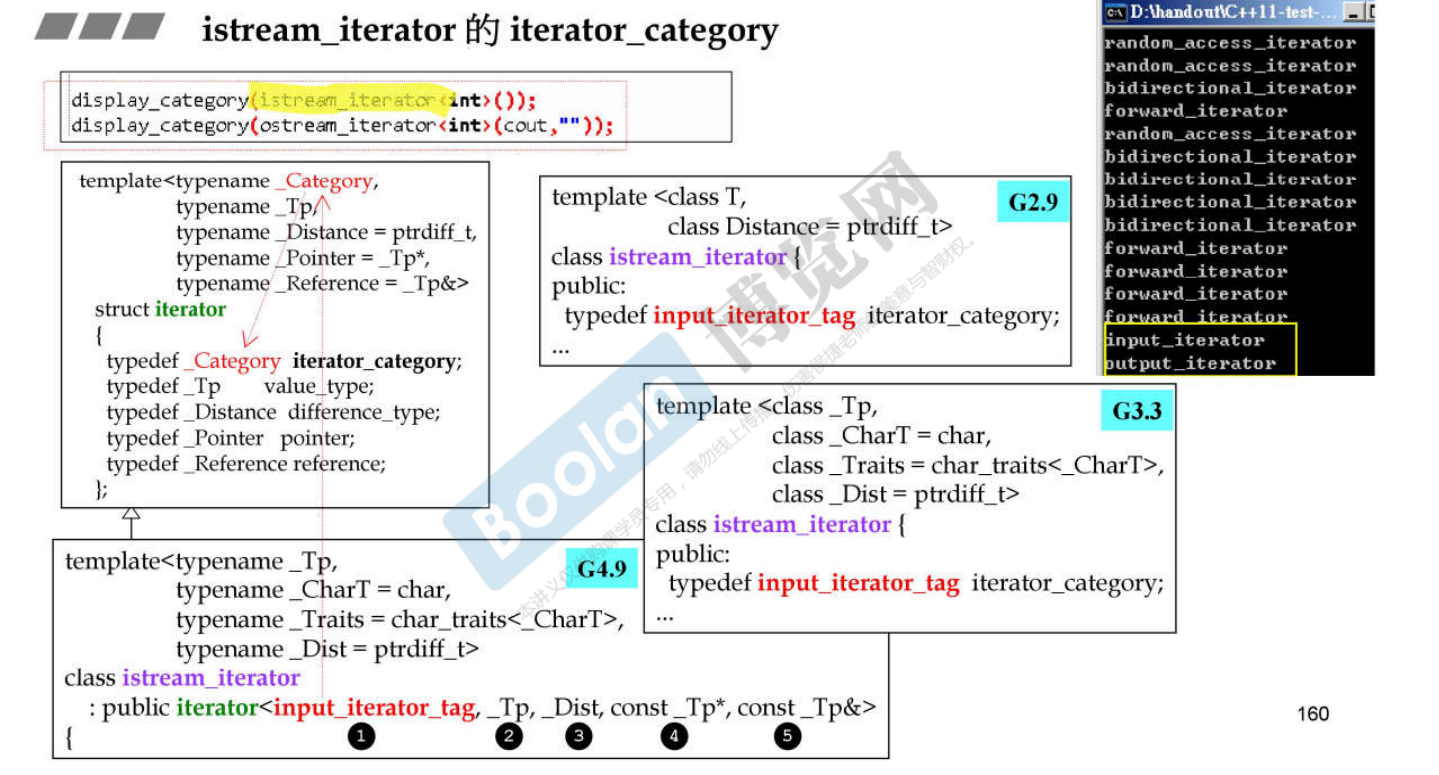 istream_iterator 的 iterator_category
display_category(istream_iterator<int>());
display_category(ostream_iterator<int>(cout,""));
D:\handout\C++11-test-...
random_access_iterator
random_access_iterator
bidirectional_iterator
forward_iterator
random_access_iterator
bidirectional_iterator
bidirectional_iterator
bidirectional_iterator
bidirectional_iterator
forward_iterator
forward_iterator
forward_iterator
forward_iterator
input_iterator
output_iterator
template<typename _Category,
typename _Tp,
typename _Distance = ptrdiff_t,
typename _Pointer = _Tp*,
typename _Reference = _Tp&>
struct iterator
{
typedef _Category iterator_category;
typedef _Tp value_type;
typedef _Distance difference_type;
typedef _Pointer pointer;
typedef _Reference reference;
};
G2.9
template <class T,
class Distance = ptrdiff_t>
class istream_iterator {
public:
typedef input_iterator_tag iterator_category;
...
G3.3
template <class _Tp,
class _CharT = char,
class _Traits = char_traits<_CharT>,
class _Dist = ptrdiff_t>
class istream_iterator {
public:
typedef input_iterator_tag iterator_category;
...
G4.9
template<typename _Tp,
typename _CharT = char,
typename _Traits = char_traits<_CharT>,
typename _Dist = ptrdiff_t>
class istream_iterator
: public iterator<input_iterator_tag, _Tp, _Dist, const _Tp*, const _Tp&>
{
1 2 3 4 5
Boolan 博览网
160